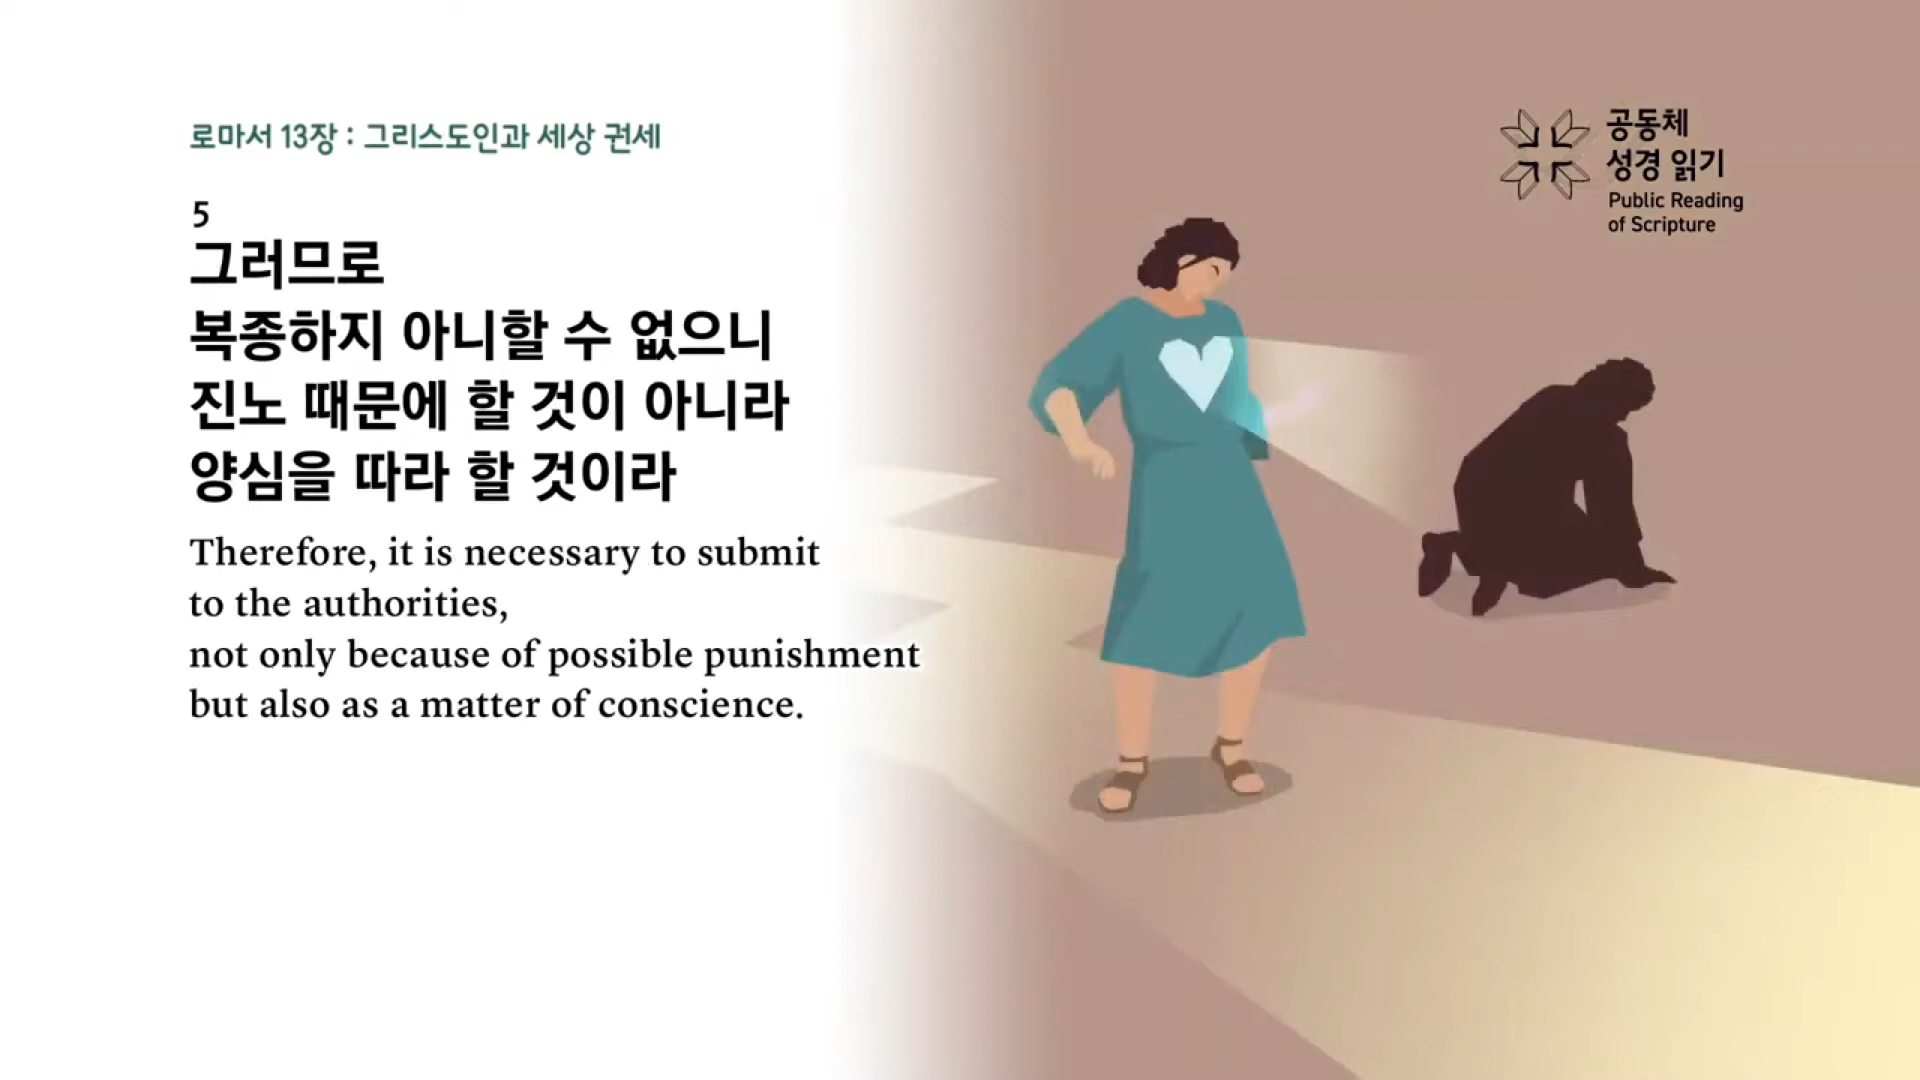 로마서 13장 : 그리스도인과 세상 권세
5
그러므로
복종하지 아니할 수 없으니
진노 때문에 할 것이 아니라
양심을 따라 할 것이라
Therefore, it is necessary to submit
to the authorities,
not only because of possible punishment
but also as a matter of conscience.
공동체
성경 읽기
Public Reading
of Scripture